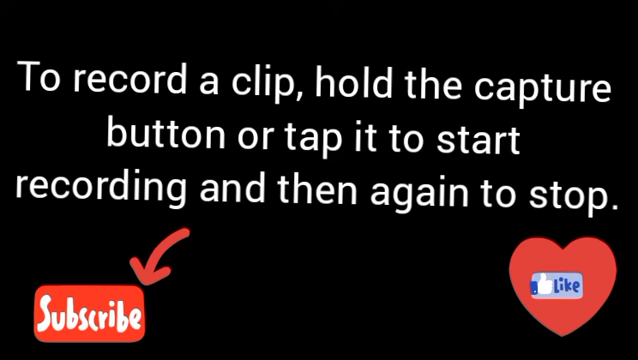 To record a clip, hold the capture
button or tap it to start
recording and then again to stop.
Subscribe
Like